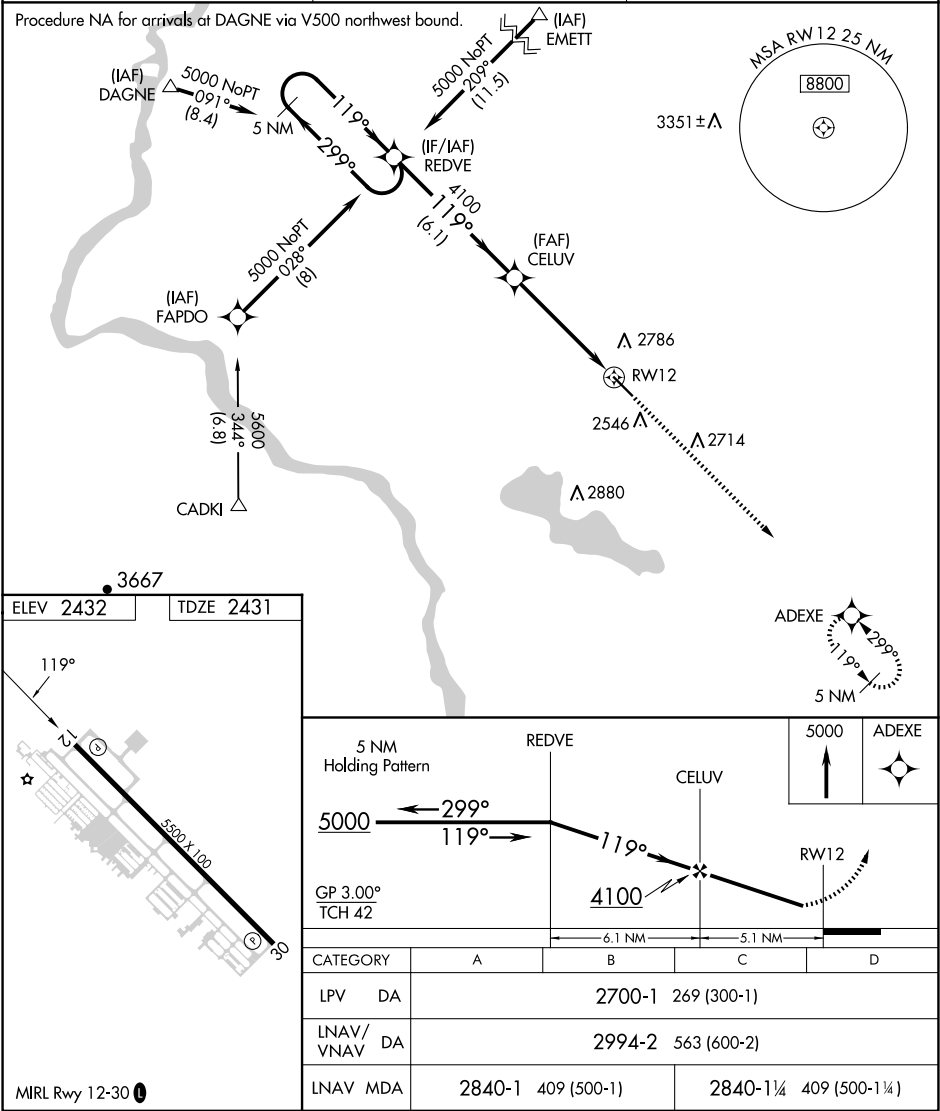 Procedure NA for arrivals at DAGNE via V500 northwest bound.
(IAF)
EMETT
5000 NoPT
209°
(11.5)
(IAF)
DAGNE
5000 NoPT
091°
(8.4)
5 NM
119°
299°
(IF/IAF)
REDVE
MSA RW12 25 NM
8800
3351±
4100
119°
(6.1)
(FAF)
CELUV
5000 NoPT
028°
(8)
(IAF)
FAPDO
2786
RW12
2546
2714
5600
344°
(6.8)
CADKI
2880
3667
ADEXE
299°
119°
5 NM
ELEV 2432
TDZE 2431
119°
12
P
5500 X 100
P
30
MIRL Rwy 12-30 L
5 NM
Holding Pattern
REDVE
5000
ADEXE
CELUV
5000
299°
119°
119°
RW12
4100
GP 3.00°
TCH 42
6.1 NM
5.1 NM
CATEGORY A B C D
LPV DA 2700-1 269 (300-1)
LNAV/
VNAV DA 2994-2 563 (600-2)
LNAV MDA 2840-1 409 (500-1) 2840-1¼ 409 (500-1¼)